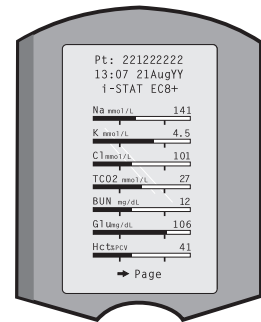 Pt: 221222222
13:07 21AugYY
i-STAT EC8+
Na mmol/L 141
K mmol/L 4.5
Cl mmol/L 101
TCO2 mmol/L 27
BUN mg/dL 12
Glu mg/dL 106
Hct %PCV 41
➡ Page